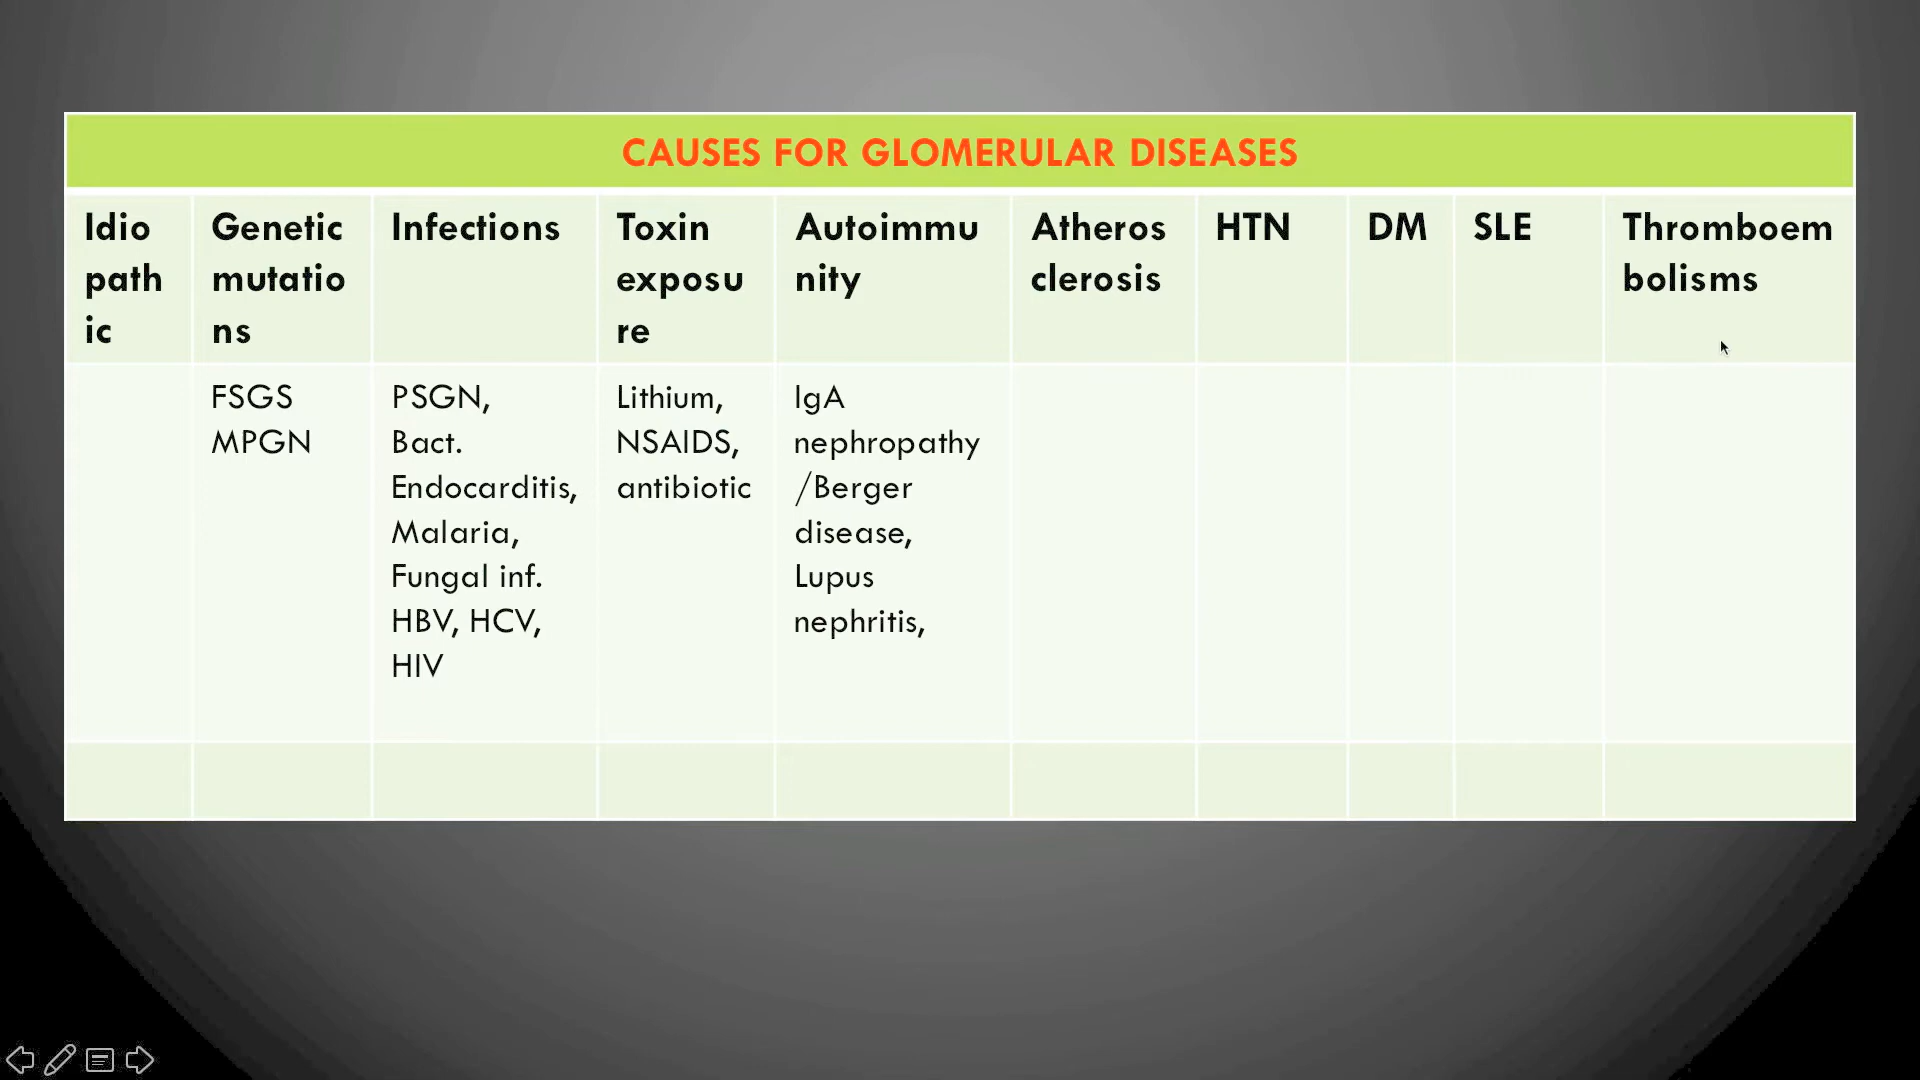 CAUSES FOR GLOMERULAR DISEASES
Idio
path
ic
Genetic
mutatio
ns
Infections
Toxin
exposu
re
Autoimmu
nity
Atheros
clerosis
HTN
DM
SLE
Thromboem
bolisms
FSGS
MPGN
PSGN,
Bact.
Endocarditis,
Malaria,
Fungal inf.
HBV, HCV,
HIV
Lithium,
NSAIDS,
antibiotic
IgA
nephropathy
/Berger
disease,
Lupus
nephritis,